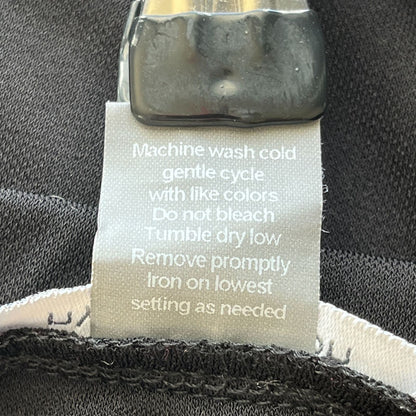 Machine wash cold
gentle cycle
with like colors
Do not bleach
Tumble dry low
Remove promptly
Iron on lowest
setting as needed